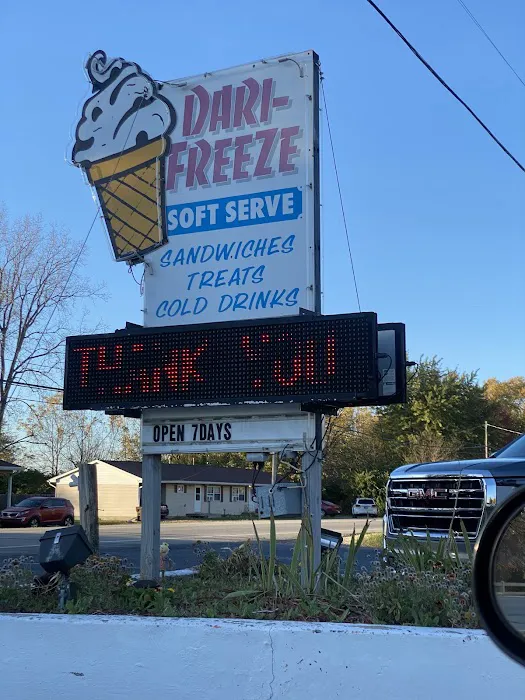 DARI-
FREEZE
SOFT SERVE
SANDWICHES
TREATS
COLD DRINKS
THANK YOU
OPEN 7DAYS
GMC